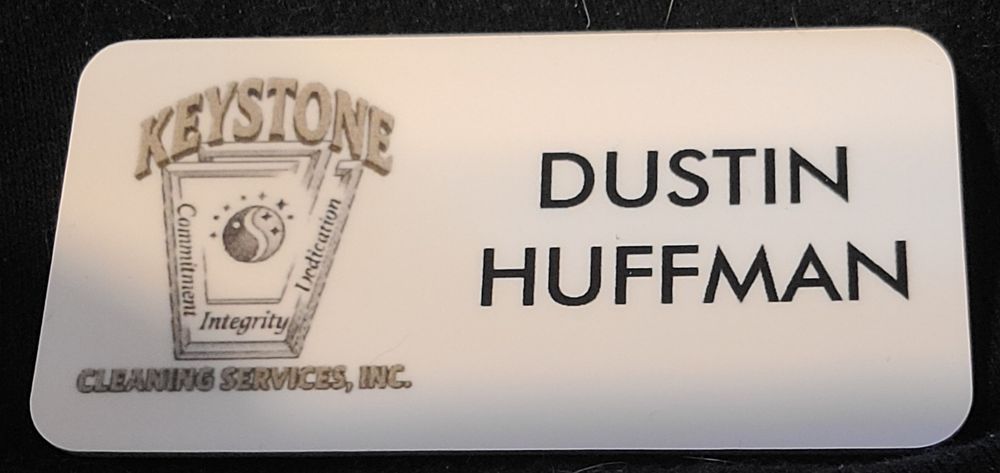 KEYSTONE
Commitment
Integrity
Dedication
CLEANING SERVICES, INC.
DUSTIN
HUFFMAN